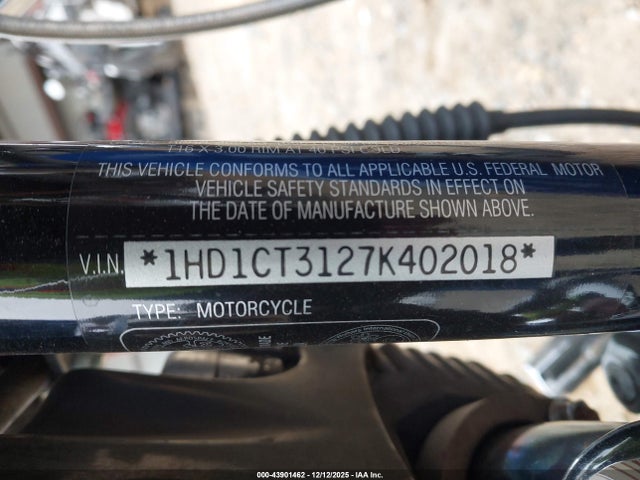 THIS VEHICLE CONFORMS TO ALL APPLICABLE U.S. FEDERAL MOTOR
VEHICLE SAFETY STANDARDS IN EFFECT ON
THE DATE OF MANUFACTURE SHOWN ABOVE.
V.I.N. *1HD1CT3127K402018*
TYPE: MOTORCYCLE
000-43901462 - 12/12/2025 - IAA Inc.